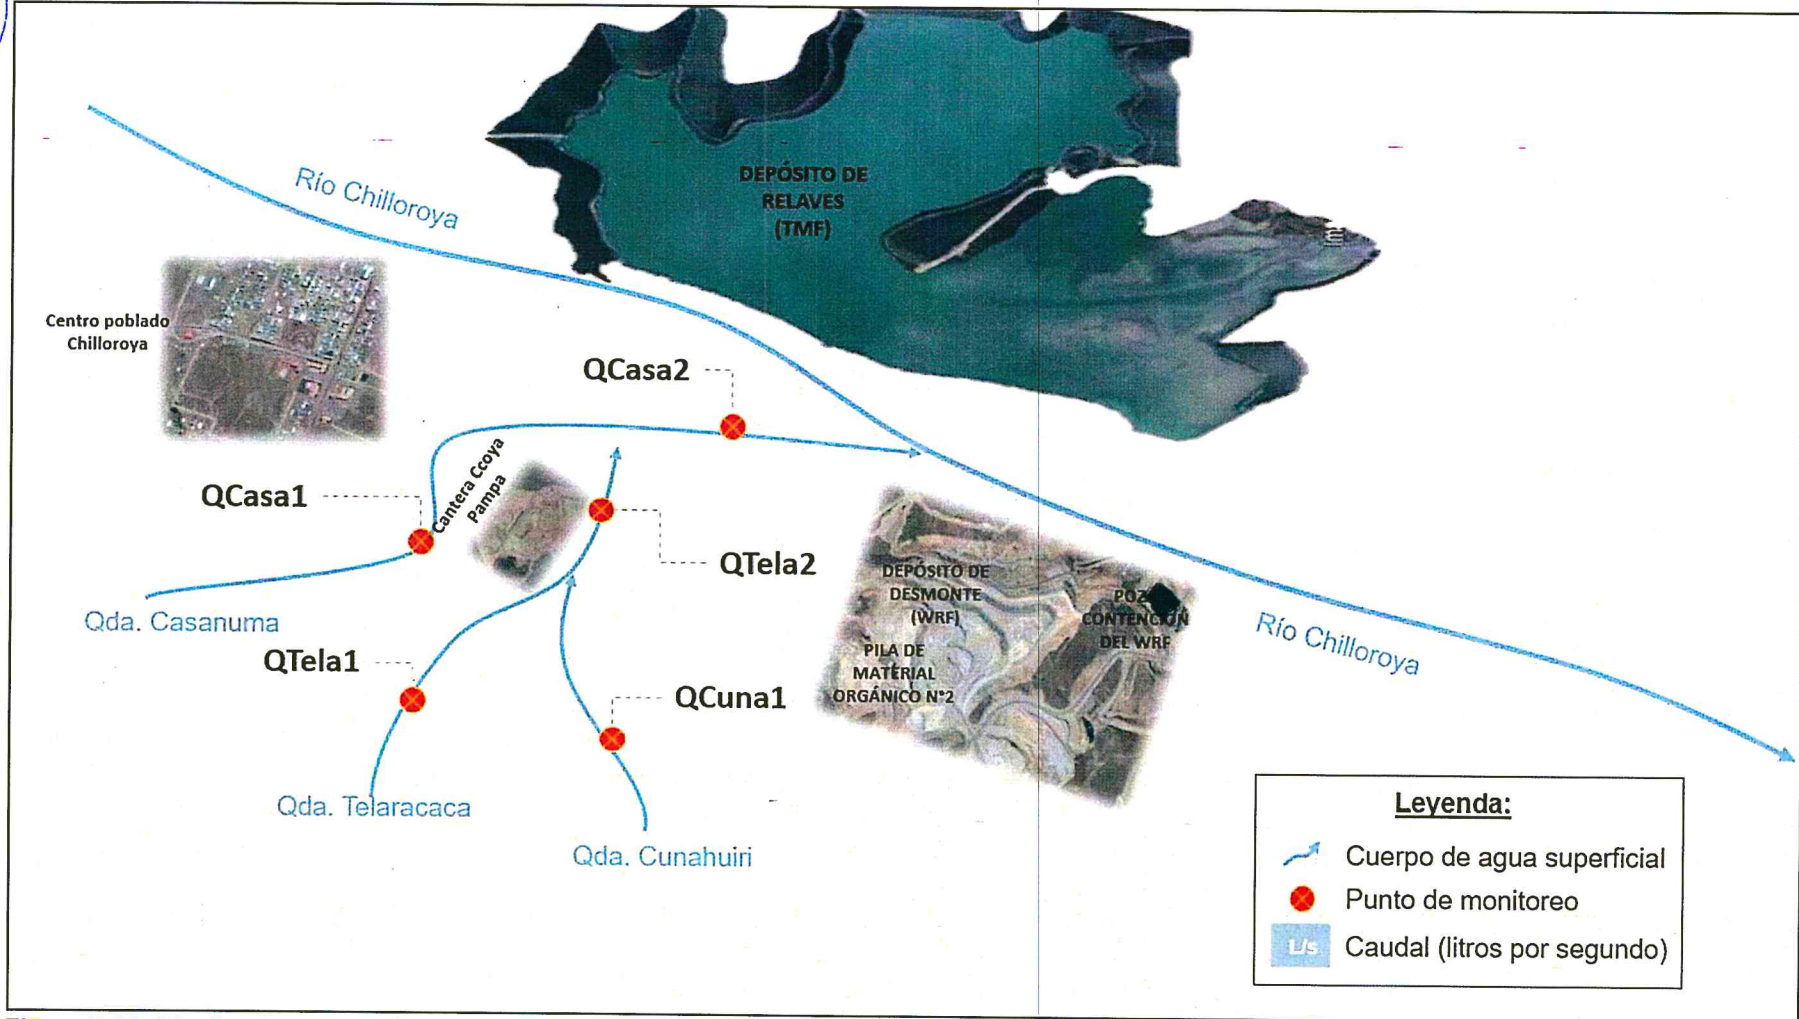 DEPÓSITO DE
RELAVES
(TMF)
Río Chilloroya
Centro poblado
Chilloroya
QCasa2
QCasa1
Cantera Ccoya
Pampa
QTela2
DEPÓSITO DE
DESMONTE
(WRF)
CONTENCIÓN
DEL WRF
PILA DE
MATERIAL
ORGÁNICO N°2
Río Chilloroya
Qda. Casanuma
QTela1
QCuna1
Qda. Telaracaca
Qda. Cunahuiri
Leyenda:
Cuerpo de agua superficial
Punto de monitoreo
L/s Caudal (litros por segundo)